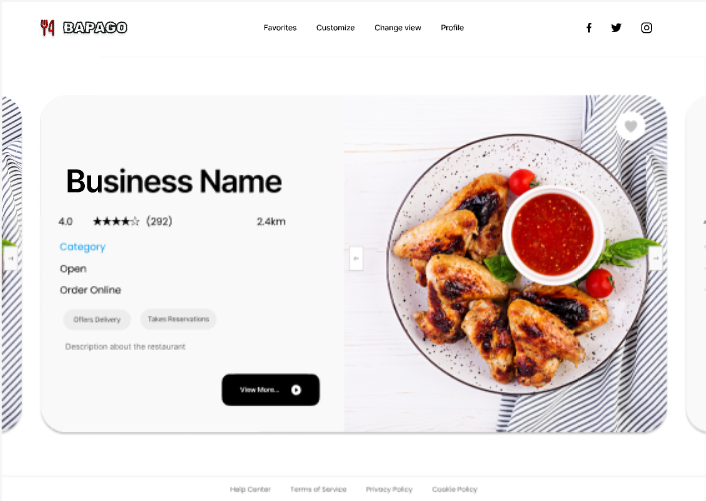 BAPAGO
Favorites Customize Change view Profile
Business Name
4.0 ★★★★☆ (292) 2.4km
Category
Open
Order Online
Offers Delivery Takes Reservations
Description about the restaurant
View More...
Help Center Terms of Service Privacy Policy Cookie Policy